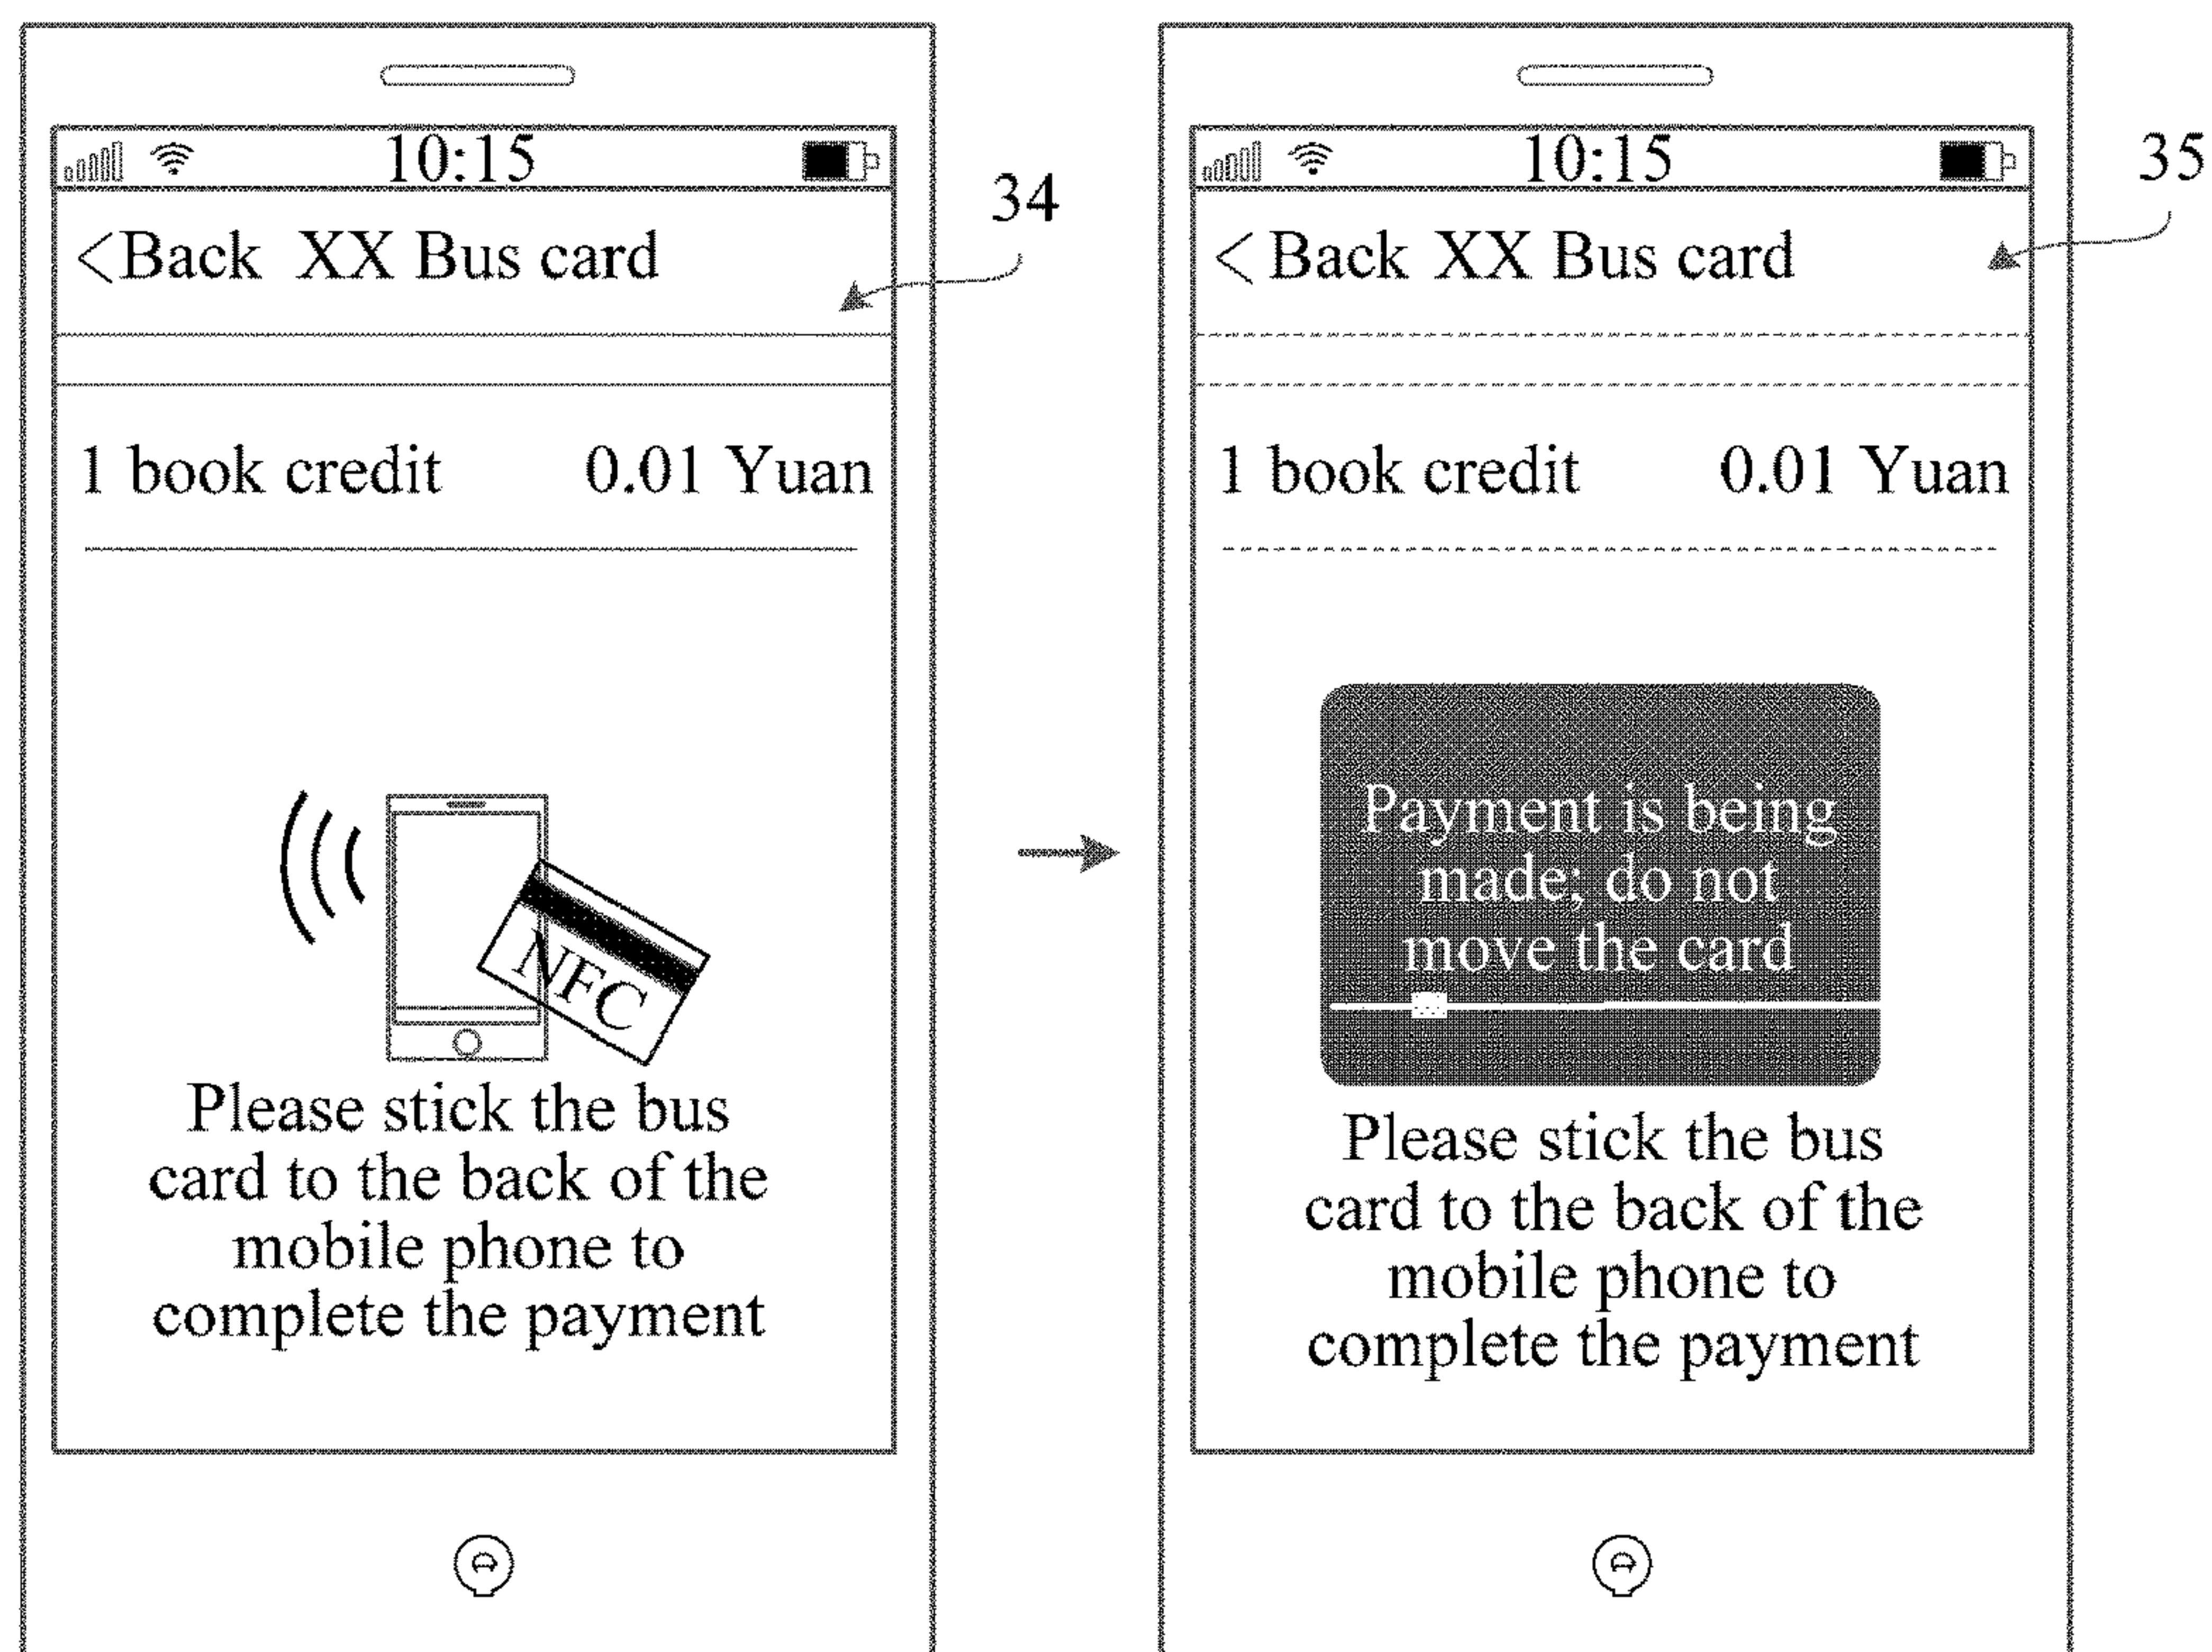 10:15
<Back XX Bus card
34
1 book credit 0.01 Yuan
NFC
Please stick the bus
card to the back of the
mobile phone to
complete the payment
10:15
< Back XX Bus card
35
1 book credit 0.01 Yuan
Payment is being
made; do not
move the card
Please stick the bus
card to the back of the
mobile phone to
complete the payment